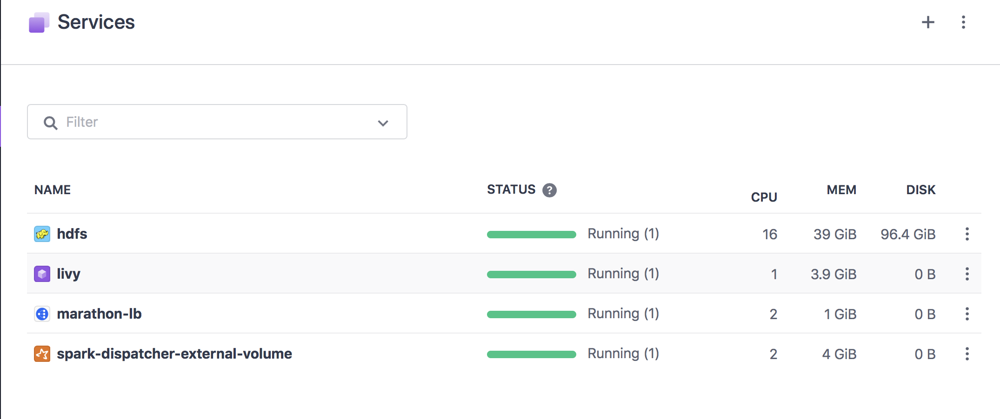 Services
Filter
NAME STATUS ? CPU MEM DISK
hdfs Running (1) 16 39 GiB 96.4 GiB
livy Running (1) 1 3.9 GiB 0 B
marathon-lb Running (1) 2 1 GiB 0 B
spark-dispatcher-external-volume Running (1) 2 4 GiB 0 B